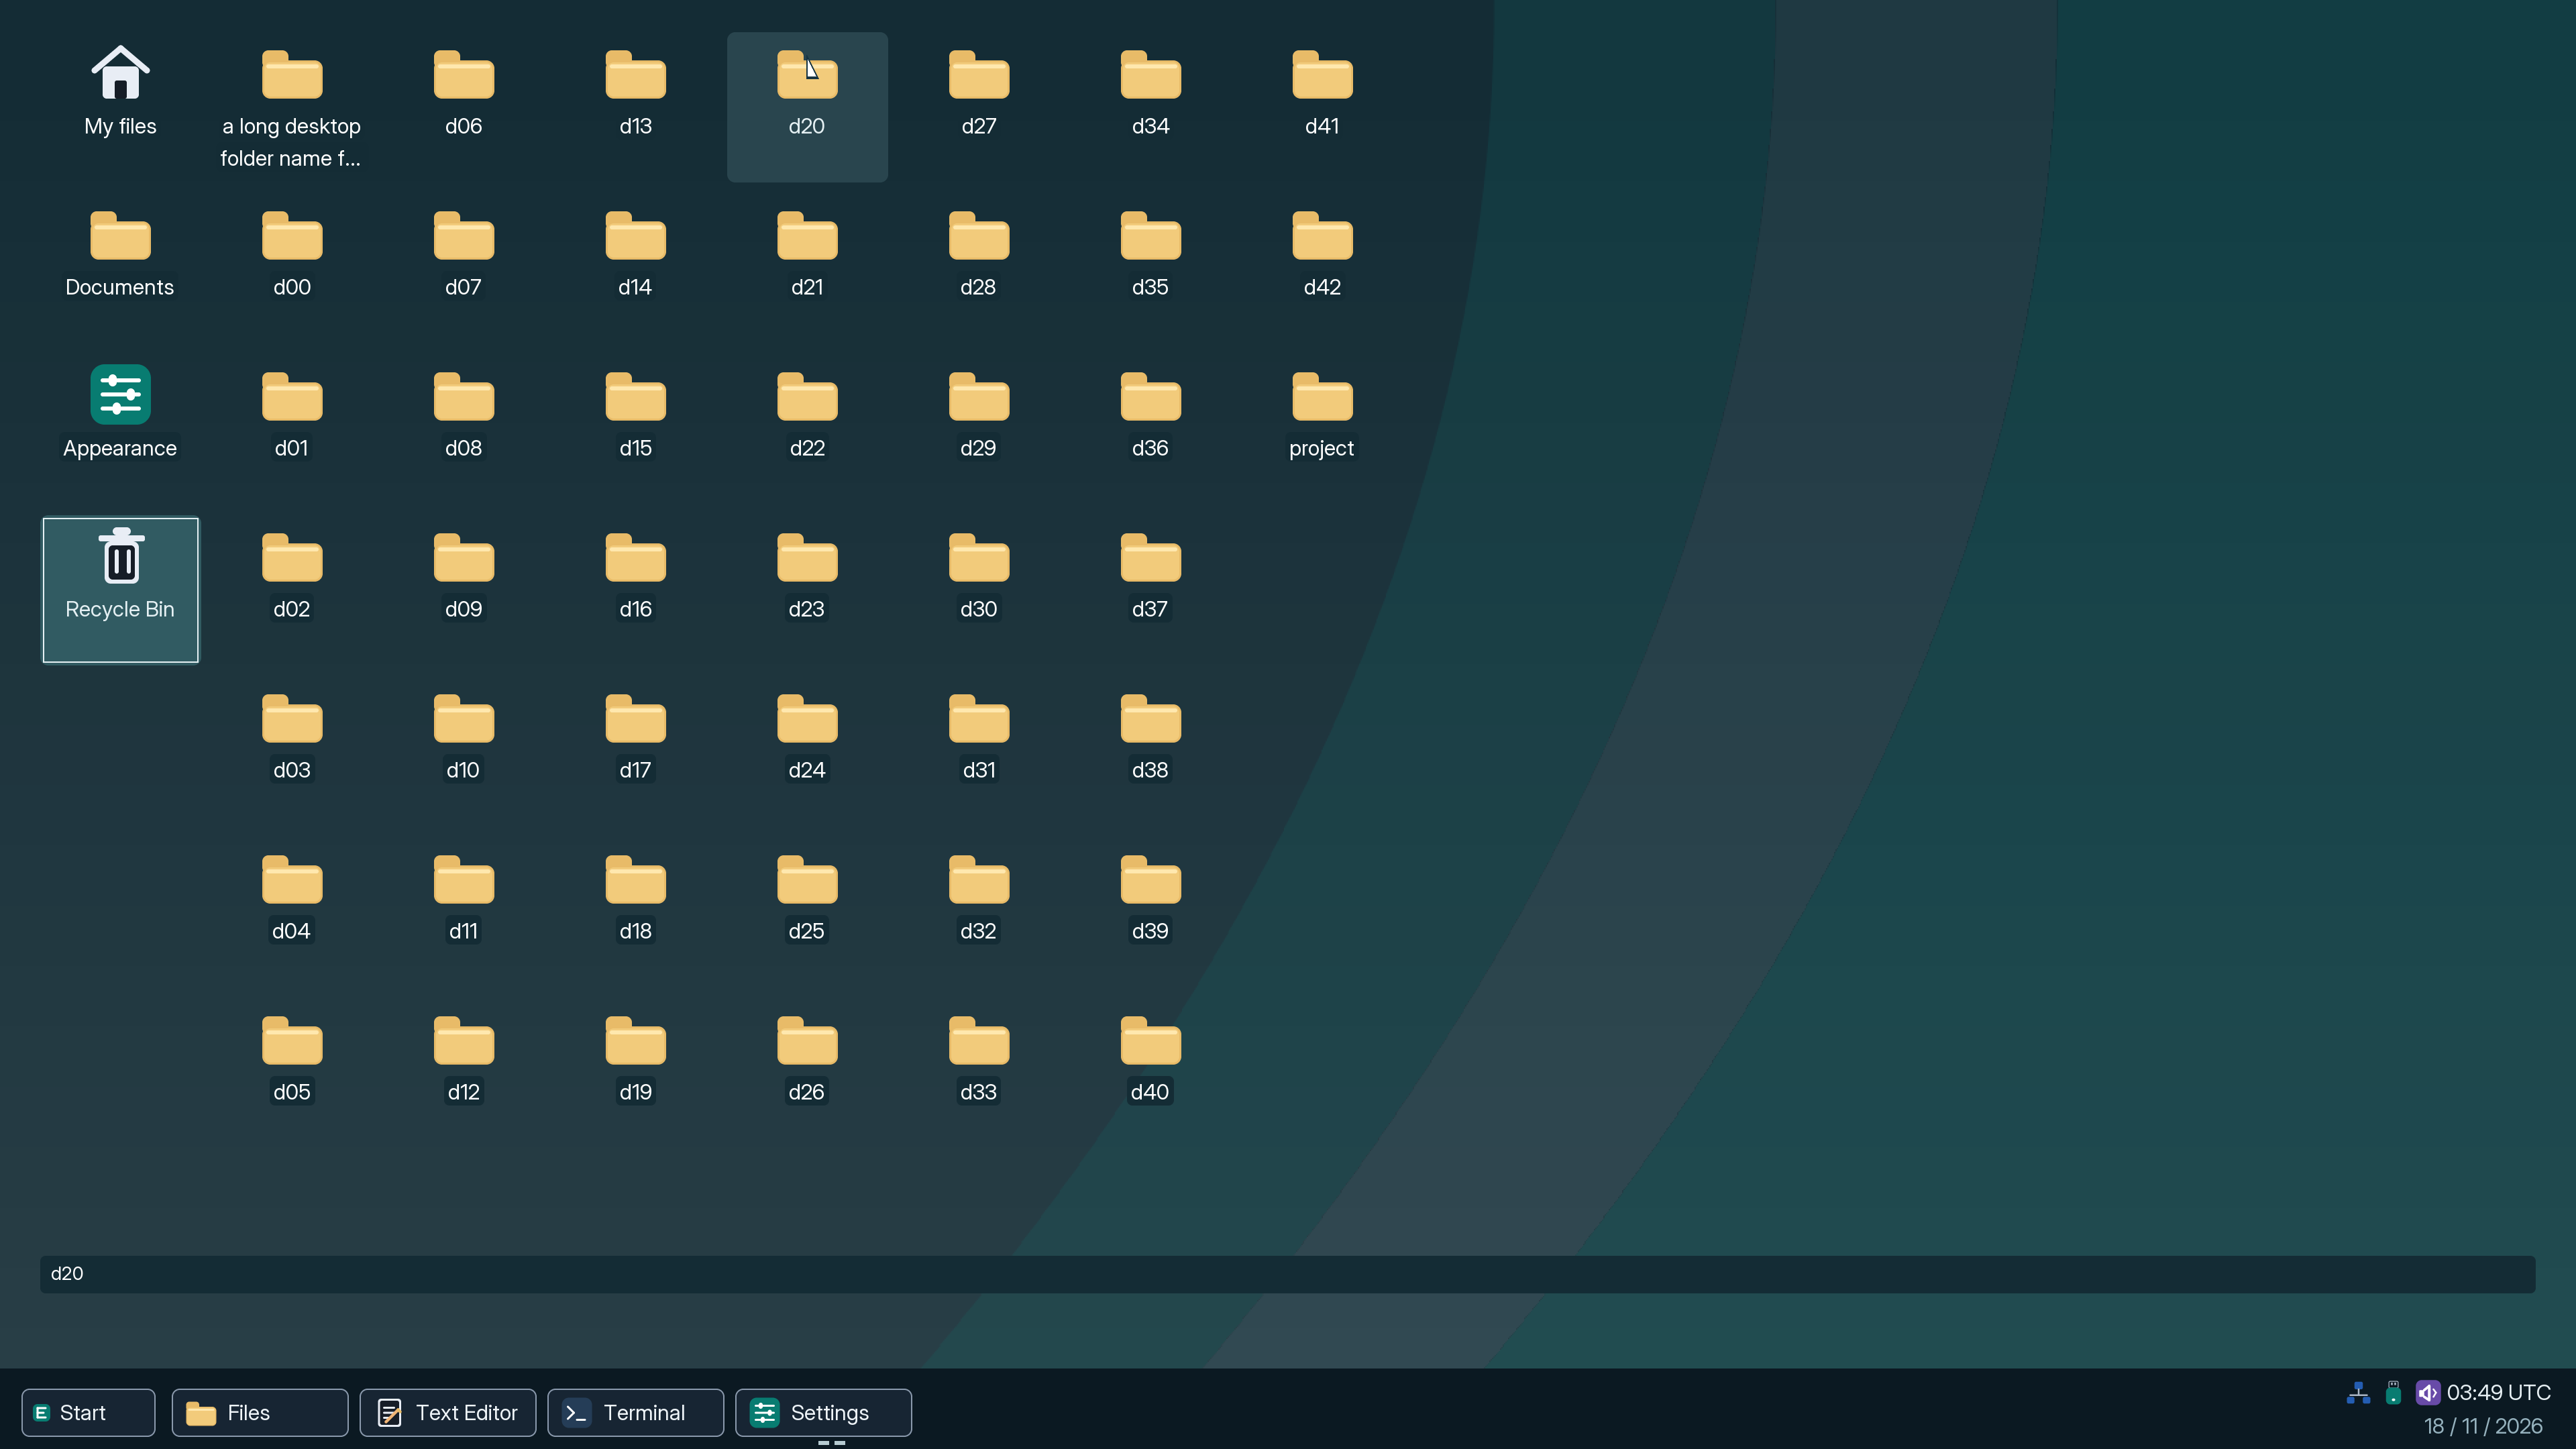 My files
a long desktop
folder name f...
d06
d13
d20
d27
d34
d41
Documents
d00
d07
d14
d21
d28
d35
d42
Appearance
d01
d08
d15
d22
d29
d36
project
Recycle Bin
d02
d09
d16
d23
d30
d37
d03
d10
d17
d24
d31
d38
d04
d11
d18
d25
d32
d39
d05
d12
d19
d26
d33
d40
d20
E Start
Files
Text Editor
Terminal
Settings
03:49 UTC
18 / 11 / 2026